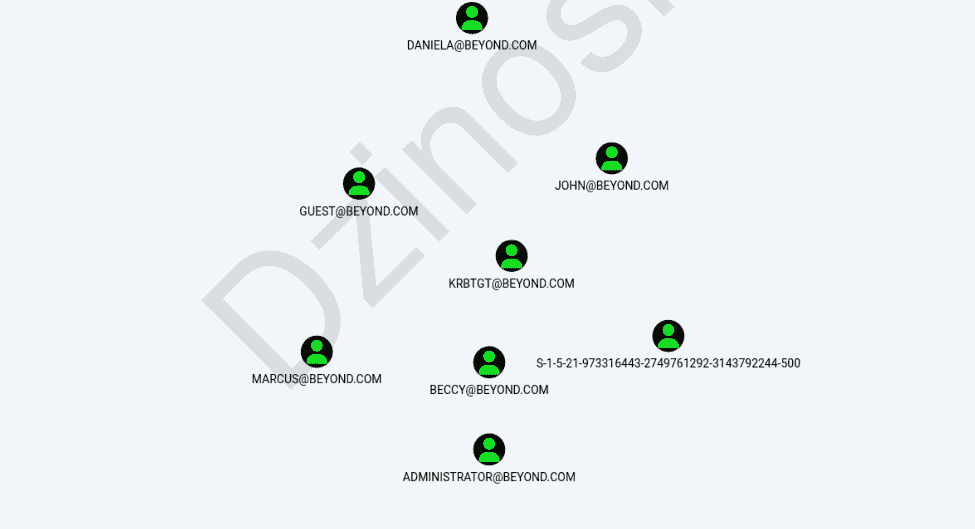 DANIELA@BEYOND.COM
JOHN@BEYOND.COM
GUEST@BEYOND.COM
KRBTGT@BEYOND.COM
S-1-5-21-973316443-2749761292-3143792244-500
MARCUS@BEYOND.COM
BECCY@BEYOND.COM
ADMINISTRATOR@BEYOND.COM
Dzinos